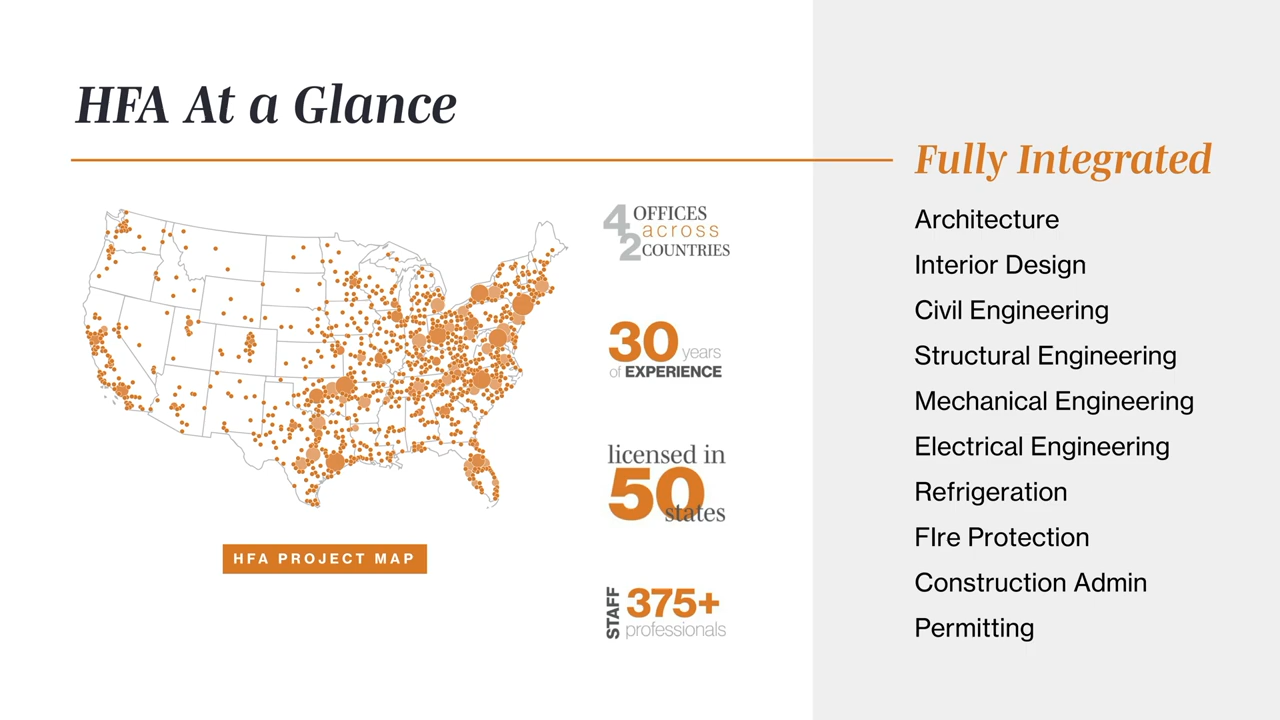 HFA At a Glance
Fully Integrated
4 OFFICES
across
2 COUNTRIES
30 years
of EXPERIENCE
licensed in
50
states
STAFF
375+
professionals
HFA PROJECT MAP
Architecture
Interior Design
Civil Engineering
Structural Engineering
Mechanical Engineering
Electrical Engineering
Refrigeration
FIre Protection
Construction Admin
Permitting